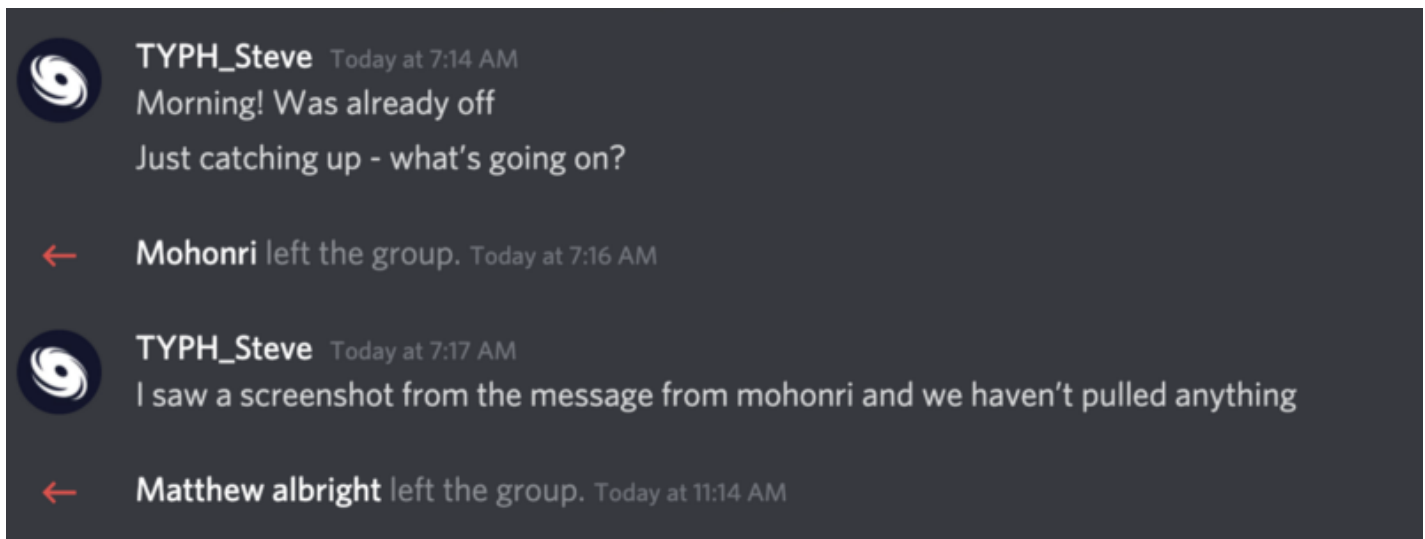 TYPH_Steve Today at 7:14 AM
Morning! Was already off
Just catching up - what’s going on?
← Mohonri left the group. Today at 7:16 AM
TYPH_Steve Today at 7:17 AM
I saw a screenshot from the message from mohonri and we haven’t pulled anything
← Matthew albright left the group. Today at 11:14 AM